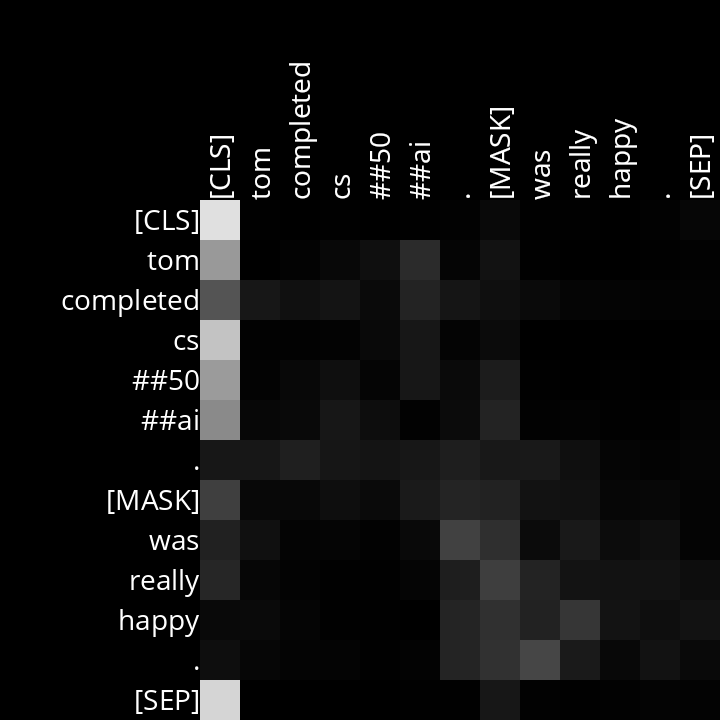 [CLS] tom completed cs ##50 ##ai . [MASK] was really happy . [SEP]
[CLS]
tom
completed
cs
##50
##ai
.
[MASK]
was
really
happy
.
[SEP]